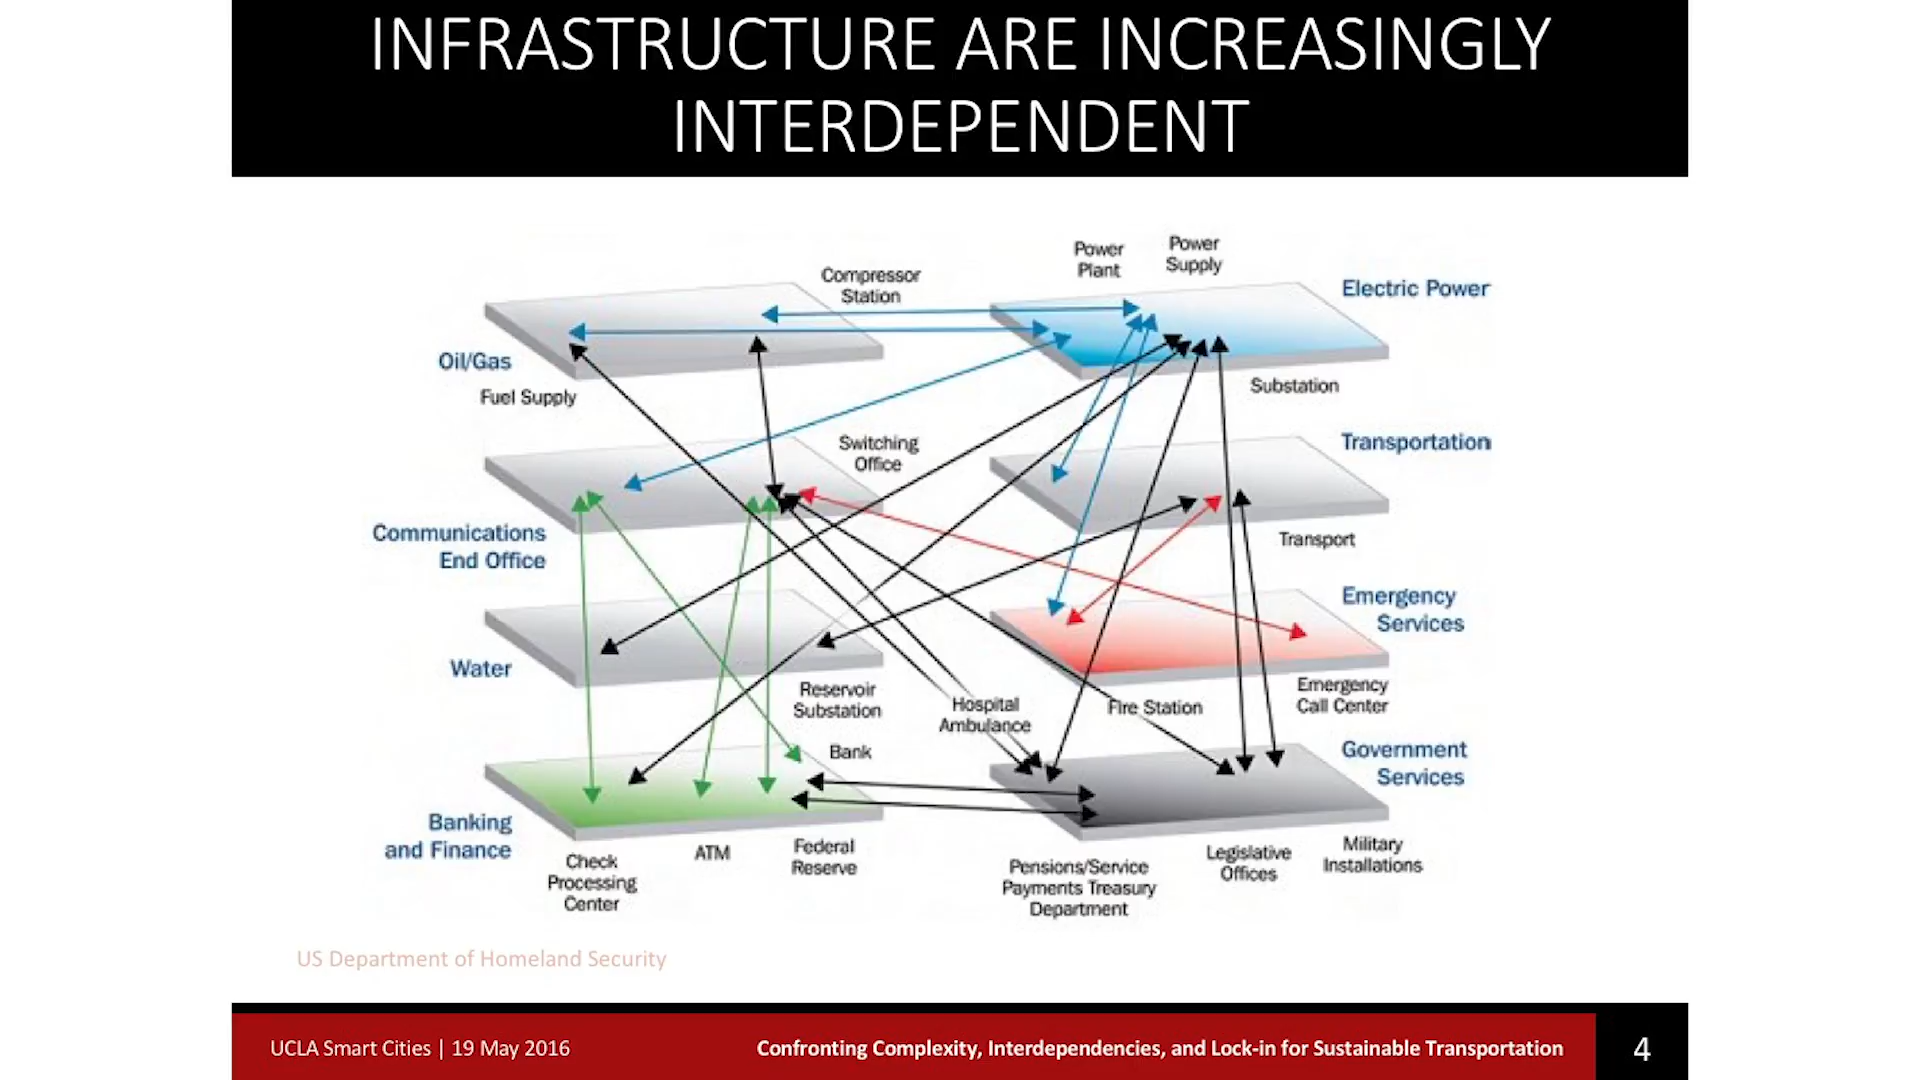 INFRASTRUCTURE ARE INCREASINGLY
INTERDEPENDENT
Power
Plant
Power
Supply
Compressor
Station
Electric Power
Oil/Gas
Fuel Supply
Substation
Switching
Office
Transportation
Communications
End Office
Transport
Emergency
Services
Water
Reservoir
Substation
Hospital
Ambulance
Fire Station
Emergency
Call Center
Bank
Government
Services
Banking
and Finance
Check
Processing
Center
ATM
Federal
Reserve
Pensions/Service
Payments Treasury
Department
Legislative
Offices
Military
Installations
US Department of Homeland Security
UCLA Smart Cities | 19 May 2016
Confronting Complexity, Interdependencies, and Lock-in for Sustainable Transportation
4